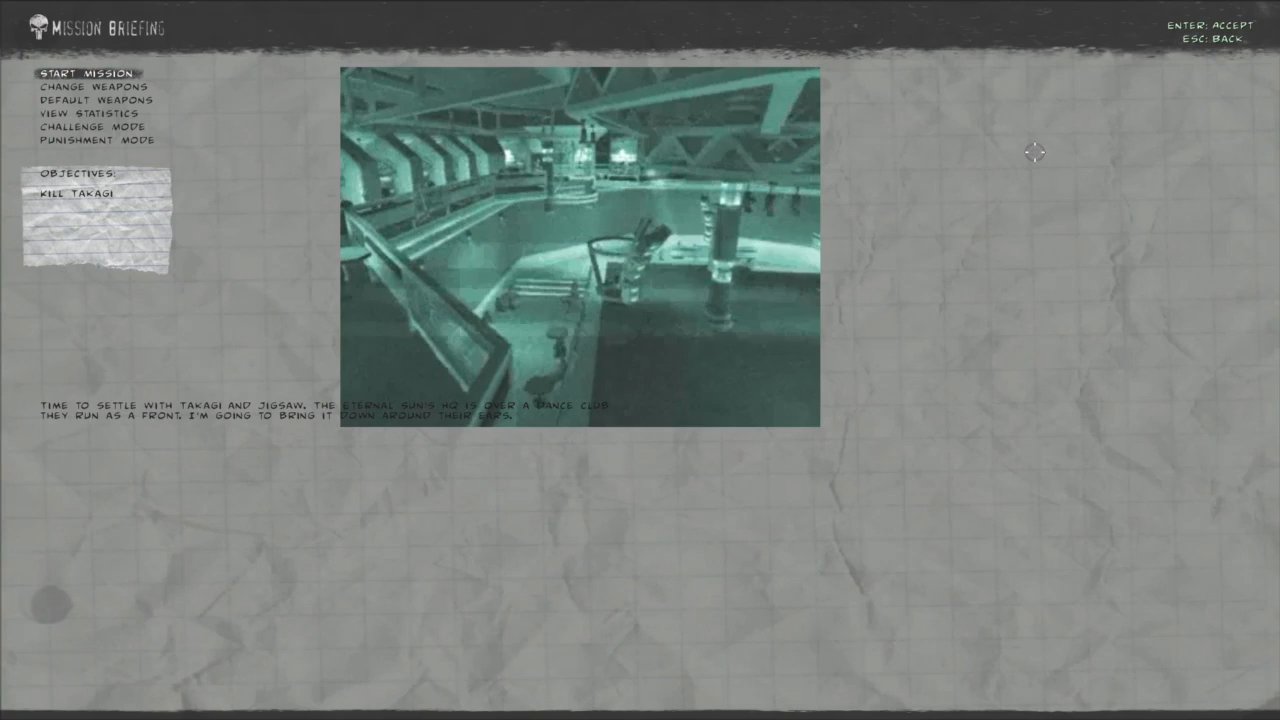 MISSION BRIEFING
ENTER: ACCEPT
ESC: BACK
START MISSION
CHANGE WEAPONS
DEFAULT WEAPONS
VIEW STATISTICS
CHALLENGE MODE
PUNISHMENT MODE
OBJECTIVES:
KILL TAKAGI
TIME TO SETTLE WITH TAKAGI AND JIGSAW. THE ETERNAL SUN'S HQ IS OVER A DANCE CLUB
THEY RUN AS A FRONT. I'M GOING TO BRING IT DOWN AROUND THEIR EARS.